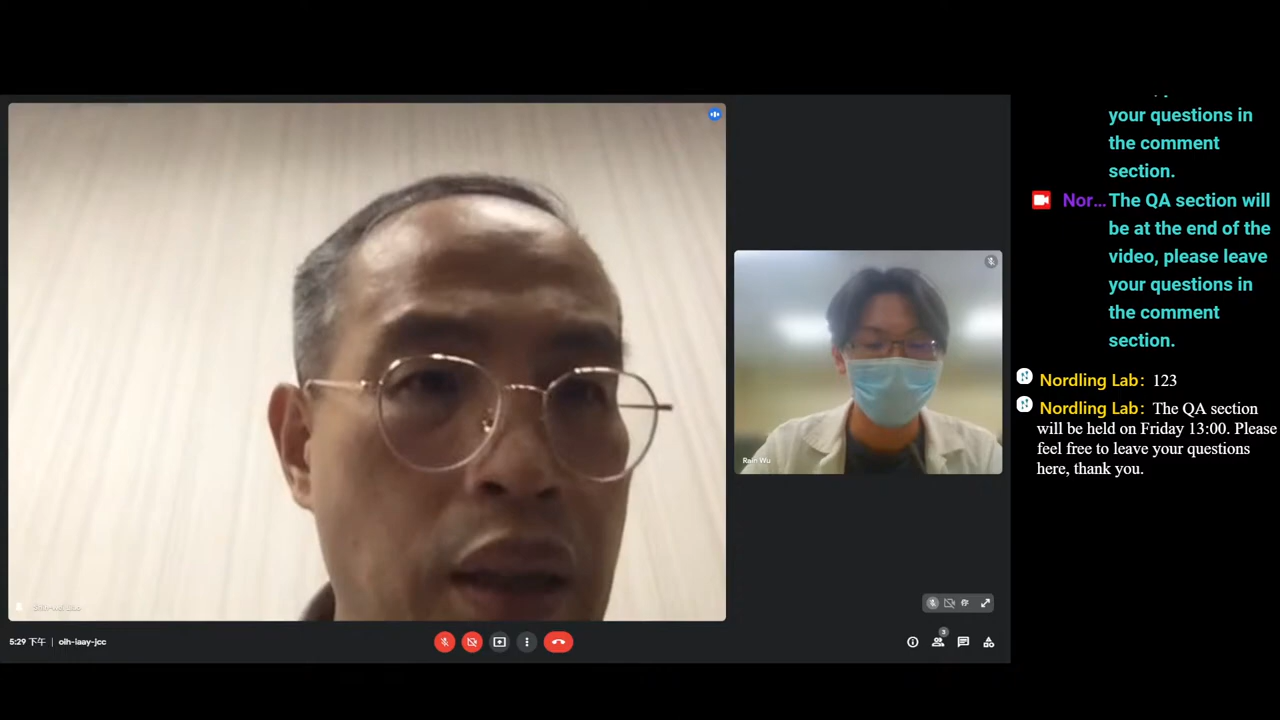 your questions in
the comment
section.
Nor... The QA section will
be at the end of the
video, please leave
your questions in
the comment
section.
Nordling Lab: 123
Nordling Lab: The QA section
will be held on Friday 13:00. Please
feel free to leave your questions
here, thank you.
Rain Wu
5:29 下午 | oih-iaay-jcc
3